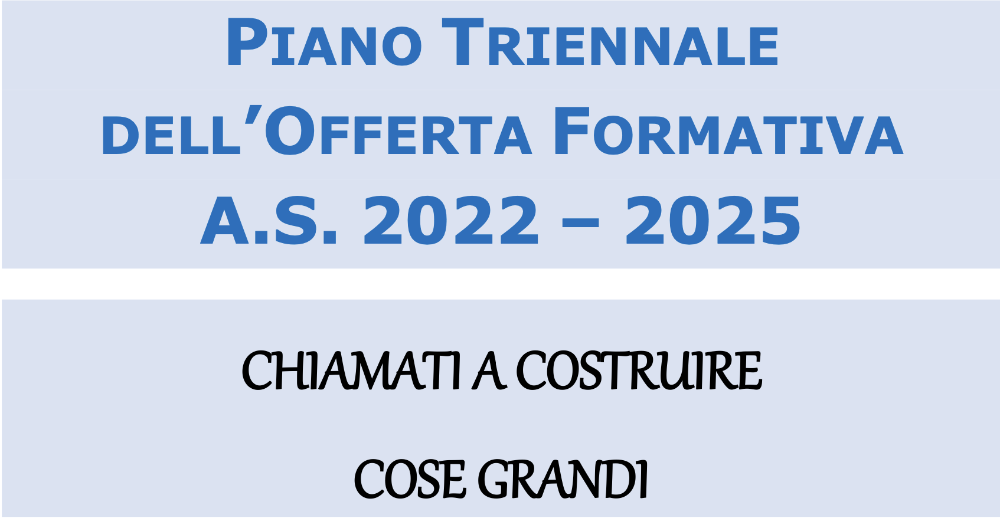 Piano Triennale
dell’Offerta Formativa
A.S. 2022 – 2025
CHIAMATI A COSTRUIRE
COSE GRANDI